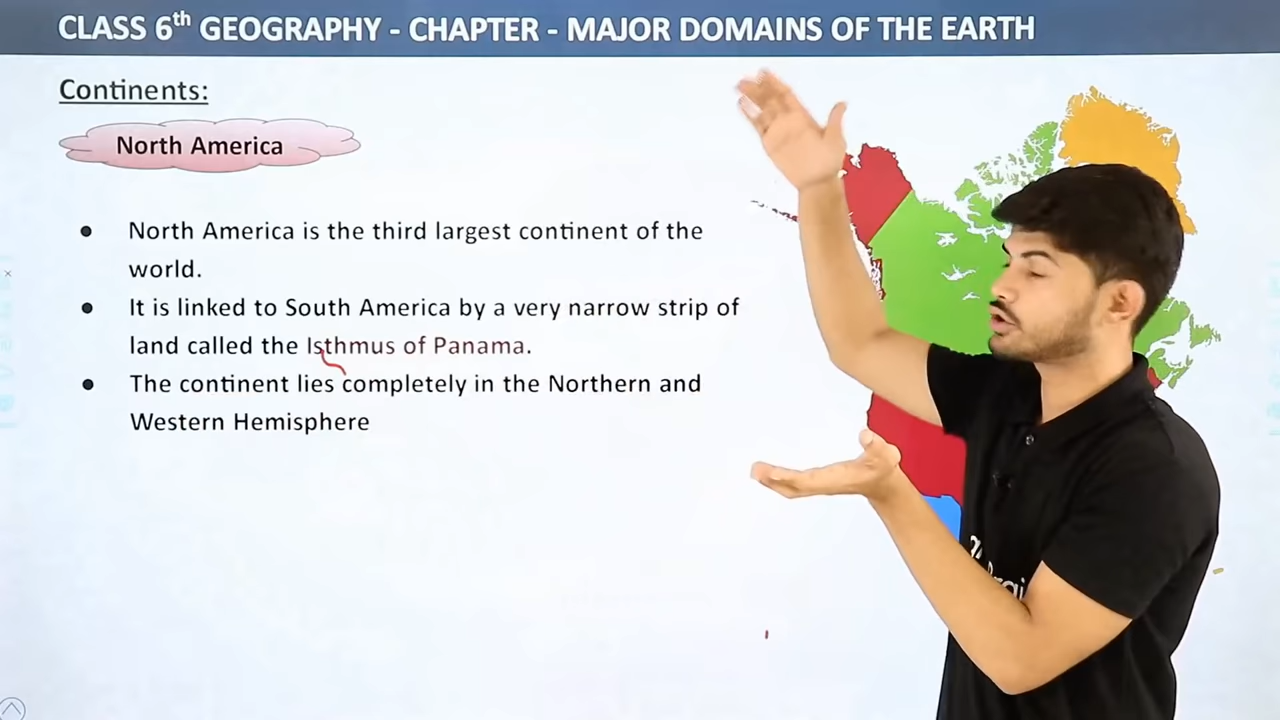 CLASS 6th GEOGRAPHY - CHAPTER - MAJOR DOMAINS OF THE EARTH
Continents:
North America
● North America is the third largest continent of the
world.
● It is linked to South America by a very narrow strip of
land called the Isthmus of Panama.
● The continent lies completely in the Northern and
Western Hemisphere